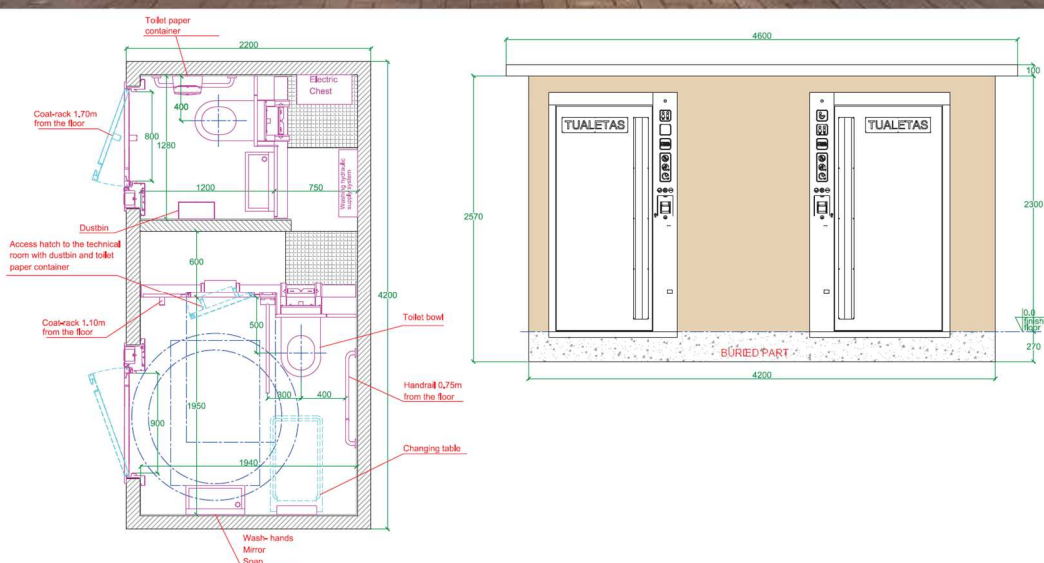 Toilet paper
container
2200
Electric
Chest
400
Coat-rack 1.70m
from the floor
800
1280
1200
750
Washing hydraulic
supply system
Dustbin
Access hatch to the technical
room with dustbin and toilet
paper container
600
4200
Coat-rack 1.10m
from the floor
500
Toilet bowl
300
400
Handrail 0,75m
from the floor
1950
900
1940
Changing table
Wash-hands
Mirror
Soap
4600
100
TUALETAS
TUALETAS
2570
2300
0.0
finish
floor
270
BURIED PART
4200